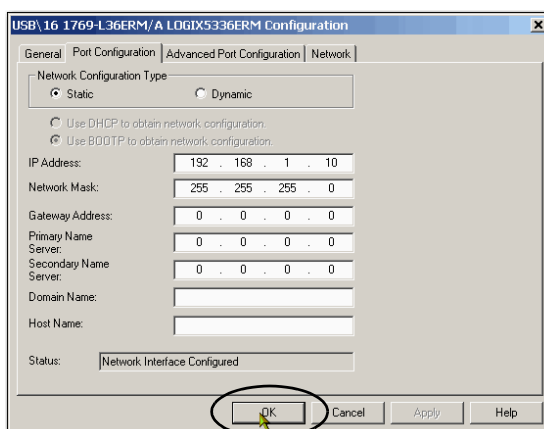 USB\16 1769-L36ERM/A LOGIX5336ERM Configuration
General Port Configuration Advanced Port Configuration Network
Network Configuration Type
Static Dynamic
Use DHCP to obtain network configuration.
Use BOOTP to obtain network configuration.
IP Address: 192 . 168 . 1 . 10
Network Mask: 255 . 255 . 255 . 0
Gateway Address: 0 . 0 . 0 . 0
Primary Name
Server: 0 . 0 . 0 . 0
Secondary Name
Server: 0 . 0 . 0 . 0
Domain Name:
Host Name:
Status: Network Interface Configured
OK Cancel Apply Help